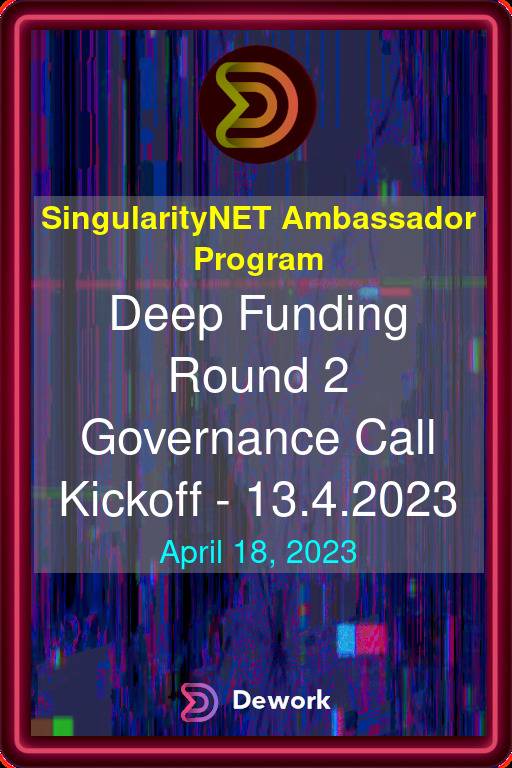 SingularityNET Ambassador
Program
Deep Funding
Round 2
Governance Call
Kickoff - 13.4.2023
April 18, 2023
Dework